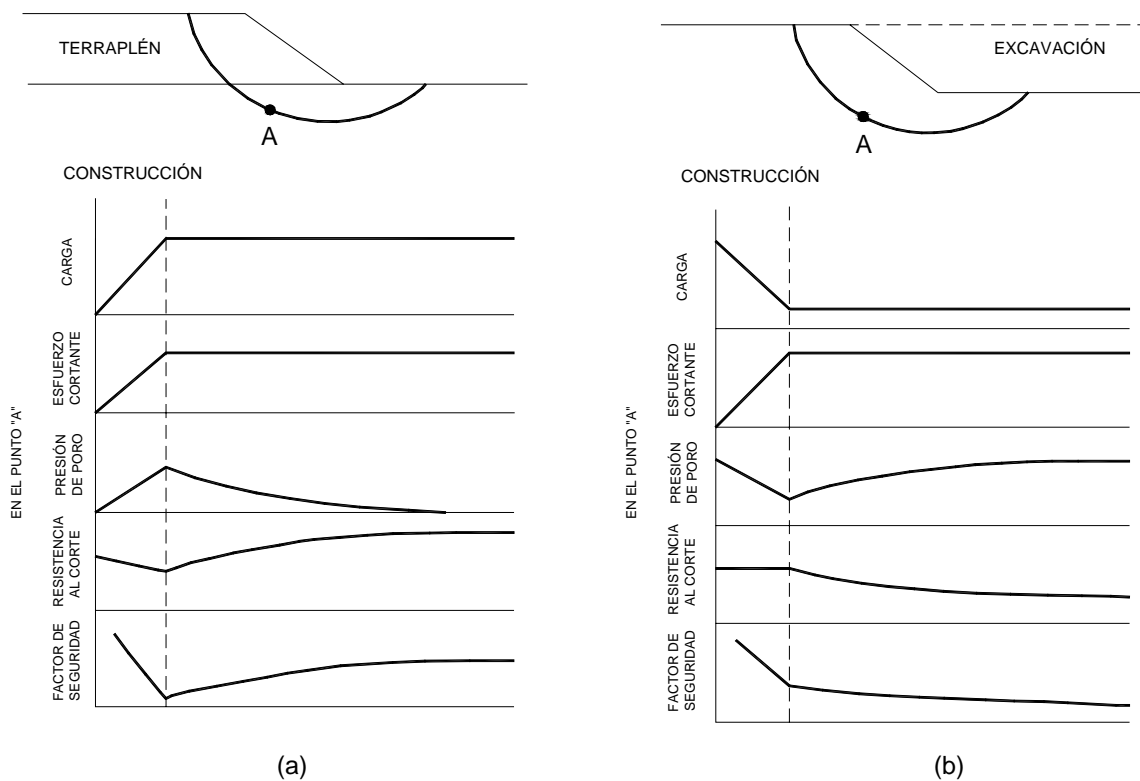 TERRAPLÉN
A
CONSTRUCCIÓN
EN EL PUNTO "A"
CARGA
ESFUERZO
CORTANTE
PRESIÓN
DE PORO
RESISTENCIA
AL CORTE
FACTOR DE
SEGURIDAD
(a)
EXCAVACIÓN
A
CONSTRUCCIÓN
EN EL PUNTO "A"
CARGA
ESFUERZO
CORTANTE
PRESIÓN
DE PORO
RESISTENCIA
AL CORTE
FACTOR DE
SEGURIDAD
(b)